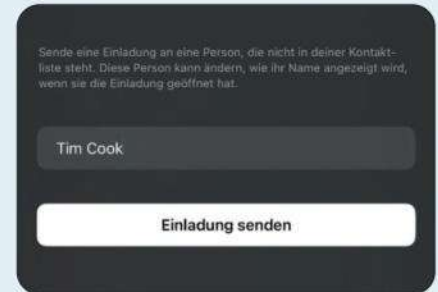 Sende eine Einladung an eine Person, die nicht in deiner Kontakt-
liste steht. Diese Person kann ändern, wie ihr Name angezeigt wird,
wenn sie die Einladung geöffnet hat.
Tim Cook
Einladung senden